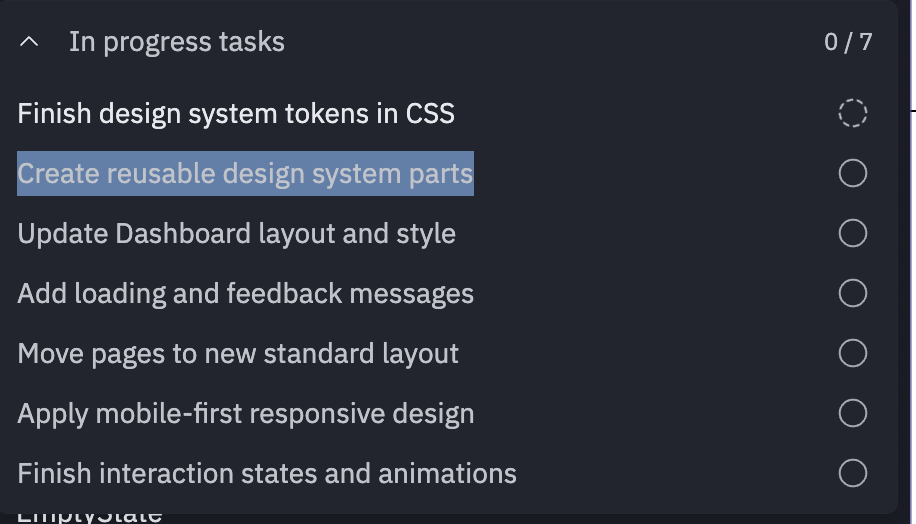 In progress tasks
0 / 7
Finish design system tokens in CSS
Create reusable design system parts
Update Dashboard layout and style
Add loading and feedback messages
Move pages to new standard layout
Apply mobile-first responsive design
Finish interaction states and animations
EmptyState